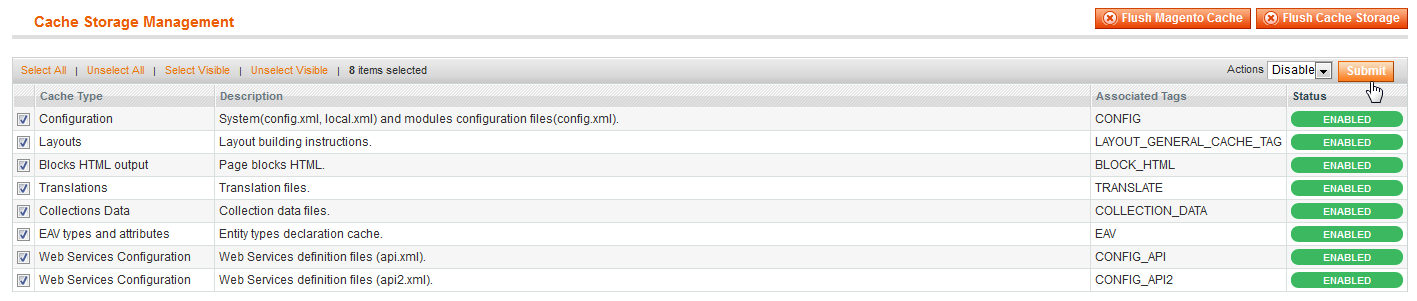 Cache Storage Management Flush Magento Cache Flush Cache Storage
Select All | Unselect All | Select Visible | Unselect Visible | 8 items selected Actions Disable Submit
Cache Type Description Associated Tags Status
Configuration System(config.xml, local.xml) and modules configuration files(config.xml). CONFIG ENABLED
Layouts Layout building instructions. LAYOUT_GENERAL_CACHE_TAG ENABLED
Blocks HTML output Page blocks HTML. BLOCK_HTML ENABLED
Translations Translation files. TRANSLATE ENABLED
Collections Data Collection data files. COLLECTION_DATA ENABLED
EAV types and attributes Entity types declaration cache. EAV ENABLED
Web Services Configuration Web Services definition files (api.xml). CONFIG_API ENABLED
Web Services Configuration Web Services definition files (api2.xml). CONFIG_API2 ENABLED